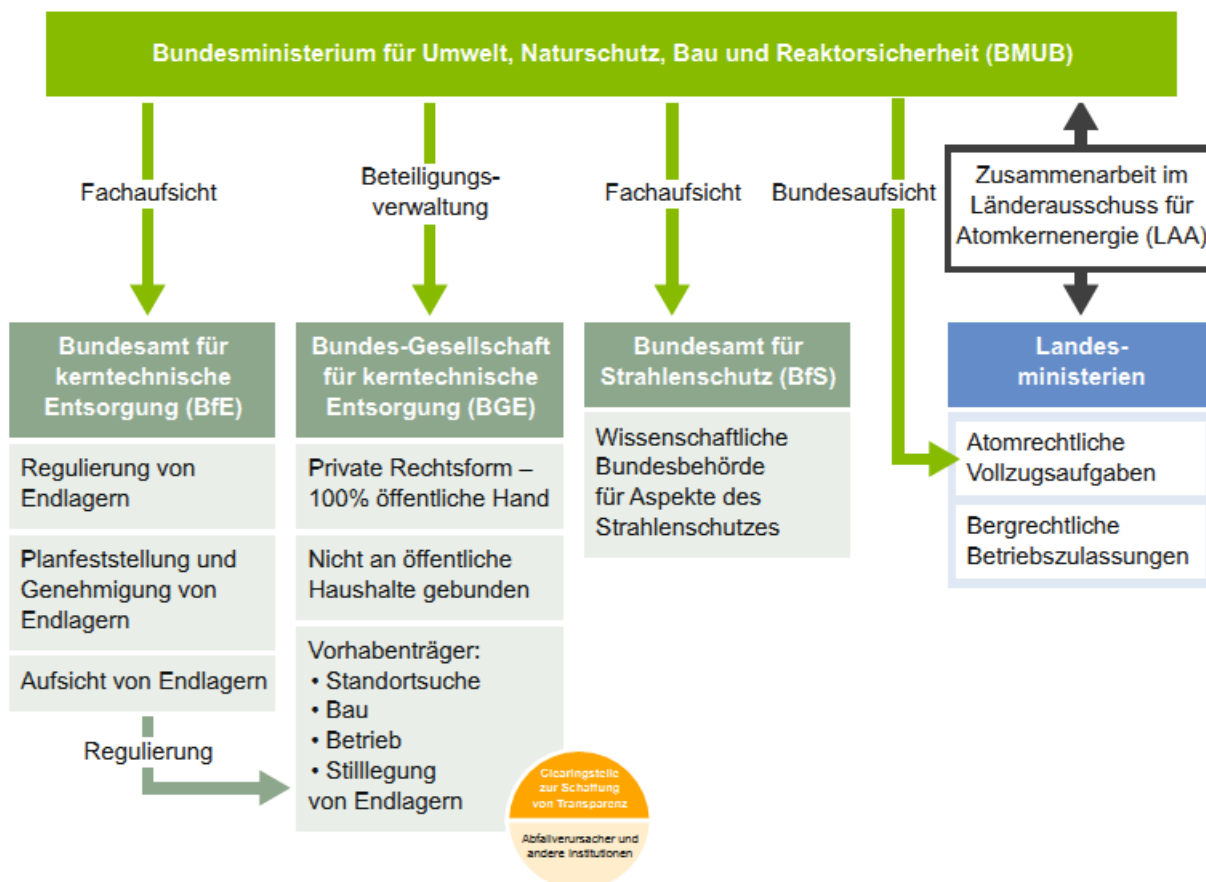 Bundesministerium für Umwelt, Naturschutz, Bau und Reaktorsicherheit (BMUB)
Fachaufsicht
Beteiligungs-
verwaltung
Fachaufsicht
Bundesaufsicht
Zusammenarbeit im
Länderausschuss für
Atomkernenergie (LAA)
Bundesamt für
kerntechnische
Entsorgung (BfE)
Regulierung von
Endlagern
Planfeststellung und
Genehmigung von
Endlagern
Aufsicht von Endlagern
Regulierung
Bundes-Gesellschaft
für kerntechnische
Entsorgung (BGE)
Private Rechtsform –
100% öffentliche Hand
Nicht an öffentliche
Haushalte gebunden
Vorhabenträger:
• Standortsuche
• Bau
• Betrieb
• Stilllegung
von Endlagern
Clearingstelle
zur Schaffung
von Transparenz
Abfallverursacher und
andere Institutionen
Bundesamt für
Strahlenschutz (BfS)
Wissenschaftliche
Bundesbehörde
für Aspekte des
Strahlenschutzes
Landes-
ministerien
Atomrechtliche
Vollzugsaufgaben
Bergrechtliche
Betriebszulassungen